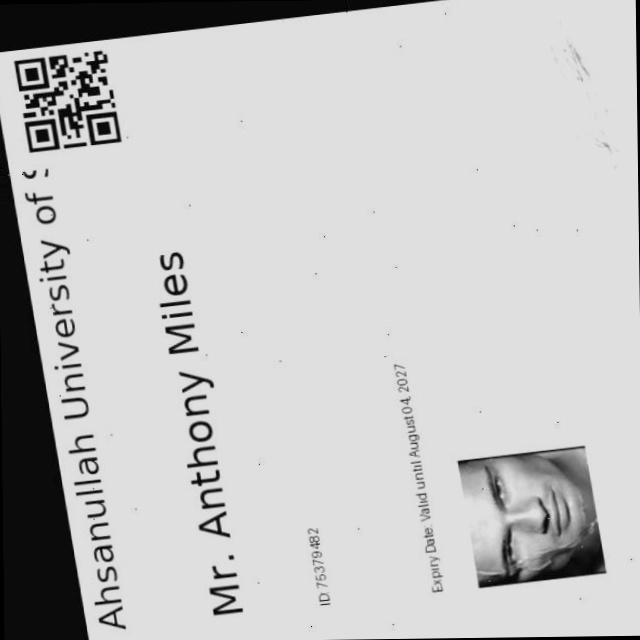 Ahsanullah University of
Mr. Anthony Miles
ID:75379482
Expiry Date: Valid until August 04, 2027